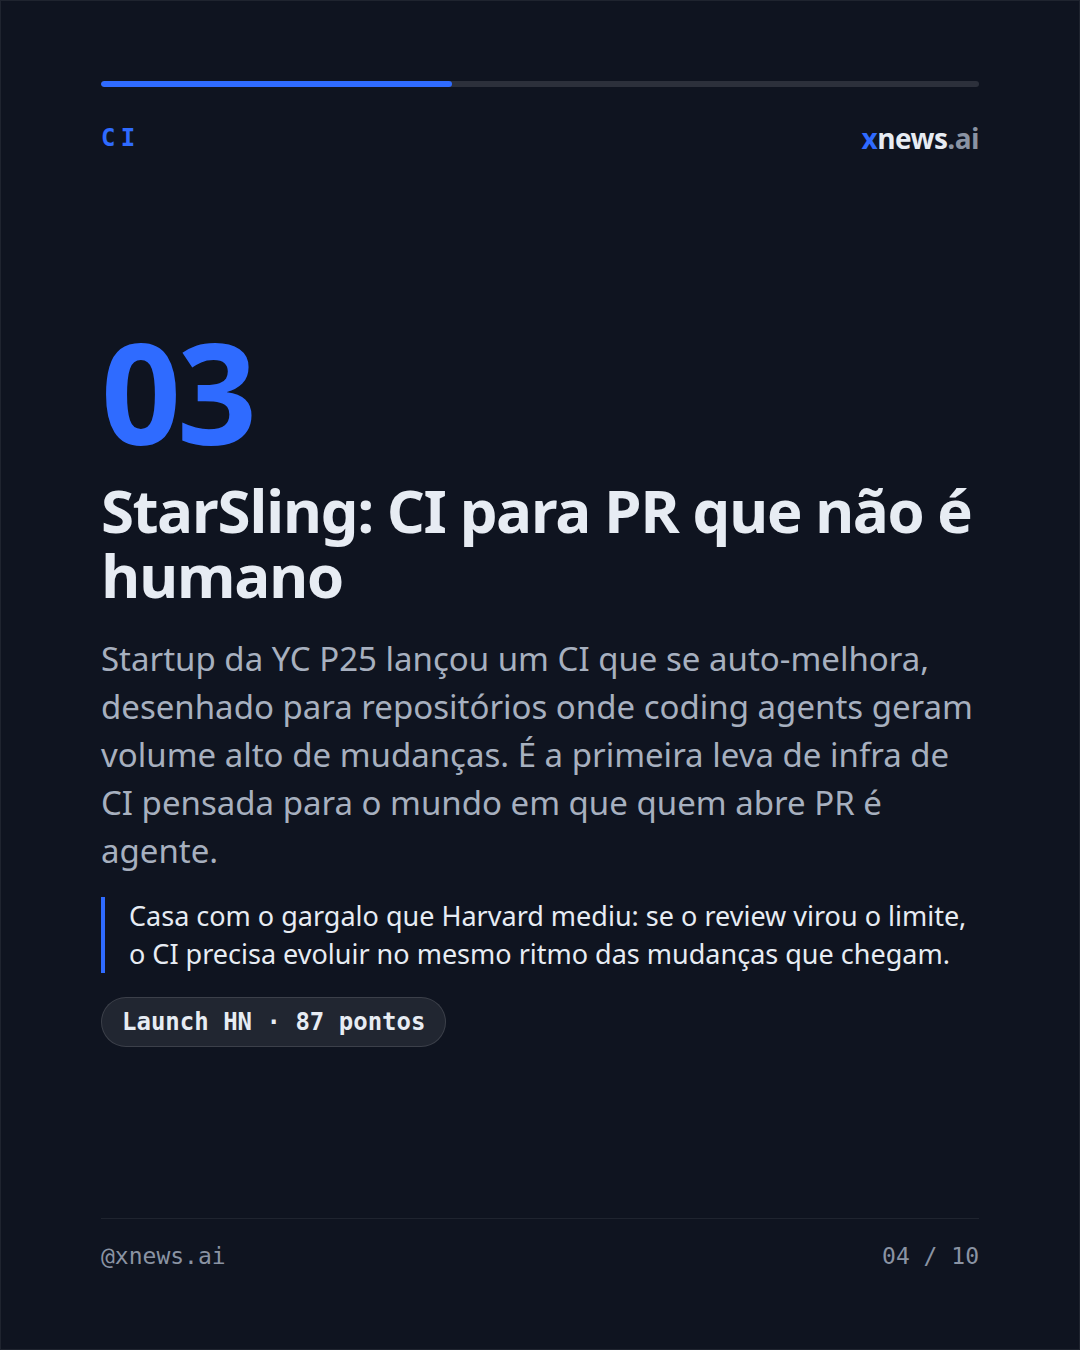 CI
xnews.ai
03
StarSling: CI para PR que não é
humano
Startup da YC P25 lançou um CI que se auto-melhora,
desenhado para repositórios onde coding agents geram
volume alto de mudanças. É a primeira leva de infra de
CI pensada para o mundo em que quem abre PR é
agente.
Casa com o gargalo que Harvard mediu: se o review virou o limite,
o CI precisa evoluir no mesmo ritmo das mudanças que chegam.
Launch HN · 87 pontos
@xnews.ai
04 / 10